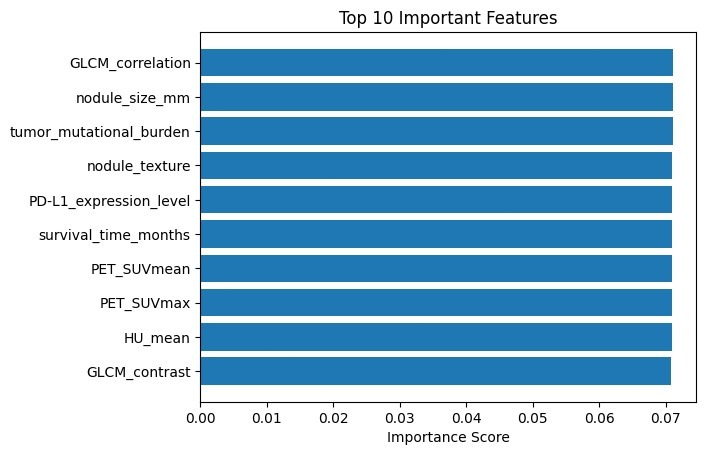 Top 10 Important Features
GLCM_correlation
nodule_size_mm
tumor_mutational_burden
nodule_texture
PD-L1_expression_level
survival_time_months
PET_SUVmean
PET_SUVmax
HU_mean
GLCM_contrast
0.00 0.01 0.02 0.03 0.04 0.05 0.06 0.07
Importance Score